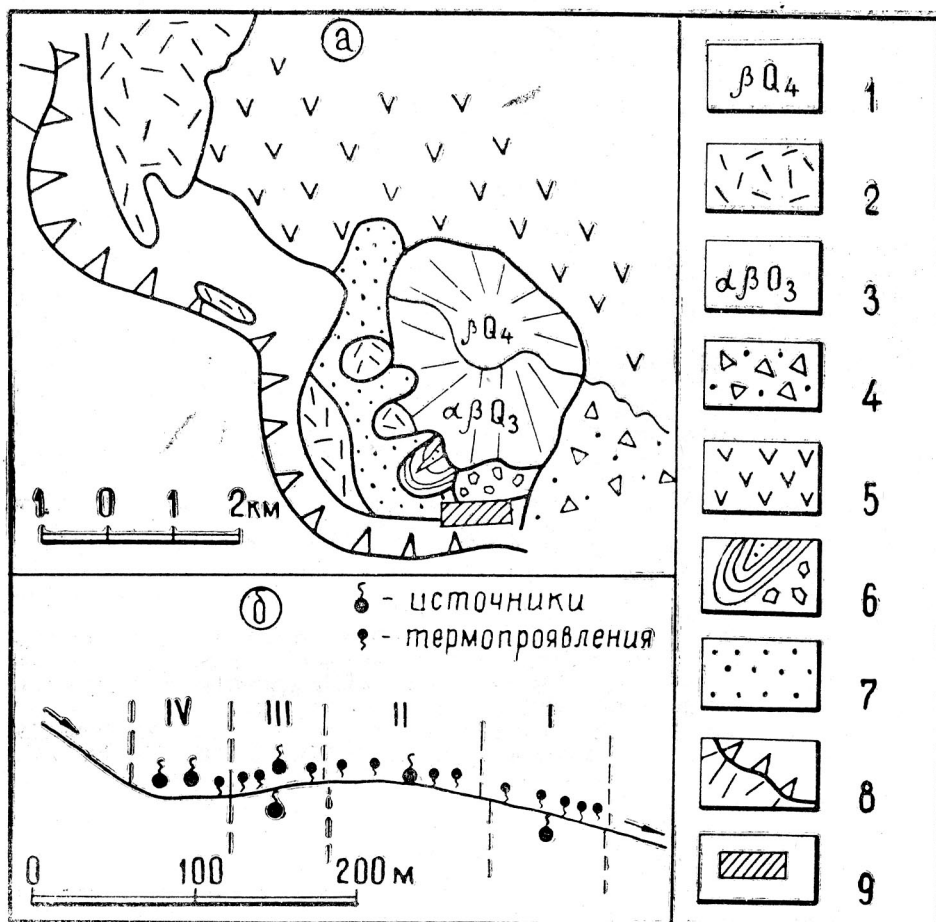 а
βQ₄
αβQ₃
1 0 1 2км
б
- источники
- термопроявления
IV III II I
0 100 200 м
βQ₄ 1
2
αβQ₃ 3
4
5
6
7
8
9